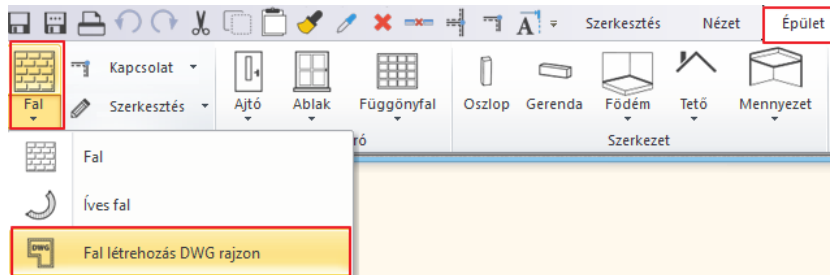 Szerkesztés Nézet Épület
Kapcsolat
Fal Szerkesztés Ajtó Ablak Függönyfal Oszlop Gerenda Födém Tető Mennyezet
ró Szerkezet
Fal
Íves fal
DWG Fal létrehozás DWG rajzon